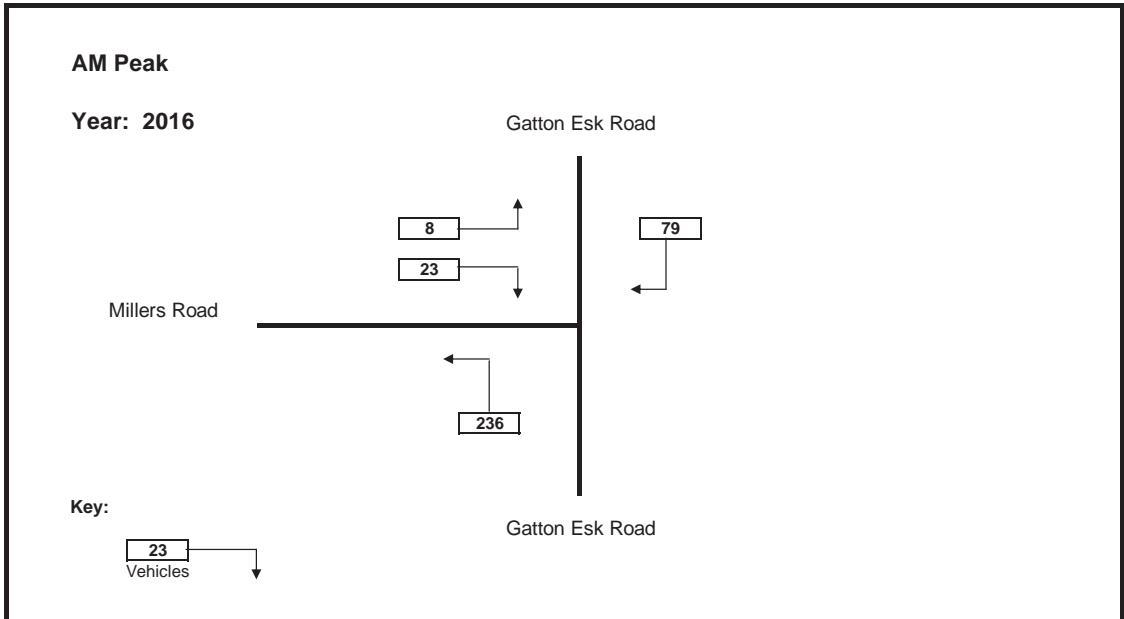 AM Peak
Year: 2016
Gatton Esk Road
8
79
23
Millers Road
236
Key:
Gatton Esk Road
23
Vehicles